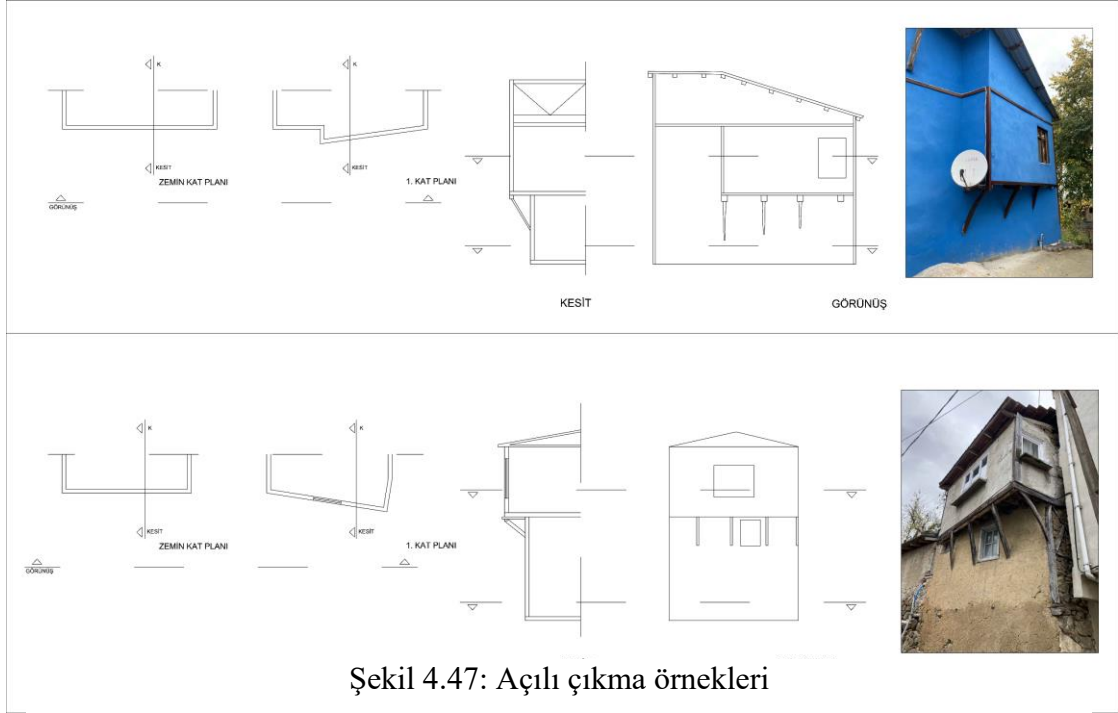 K
K
KESİT
KESİT
ZEMİN KAT PLANI
1. KAT PLANI
GÖRÜNÜŞ
KESİT
GÖRÜNÜŞ
K
K
KESİT
KESİT
ZEMİN KAT PLANI
1. KAT PLANI
GÖRÜNÜŞ
Şekil 4.47: Açılı çıkma örnekleri